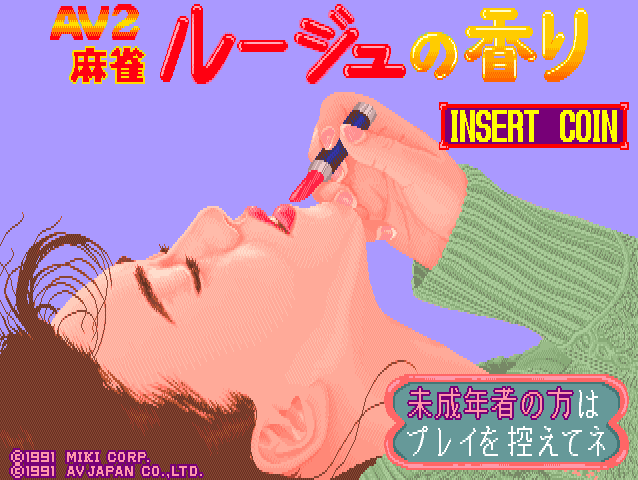 AV2
麻雀 ルージュの香り
INSERT COIN
未成年者の方は
プレイを控えてネ
©1991 MIKI CORP.
©1991 AVJAPAN CO.,LTD.